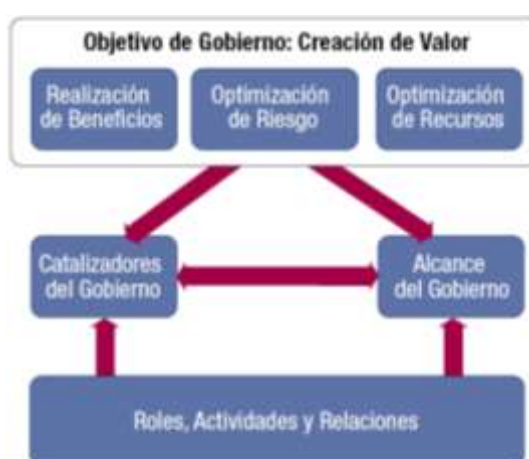 Objetivo de Gobierno: Creación de Valor
Realización
de Beneficios
Optimización
de Riesgo
Optimización
de Recursos
Catalizadores
del Gobierno
Alcance
del Gobierno
Roles, Actividades y Relaciones